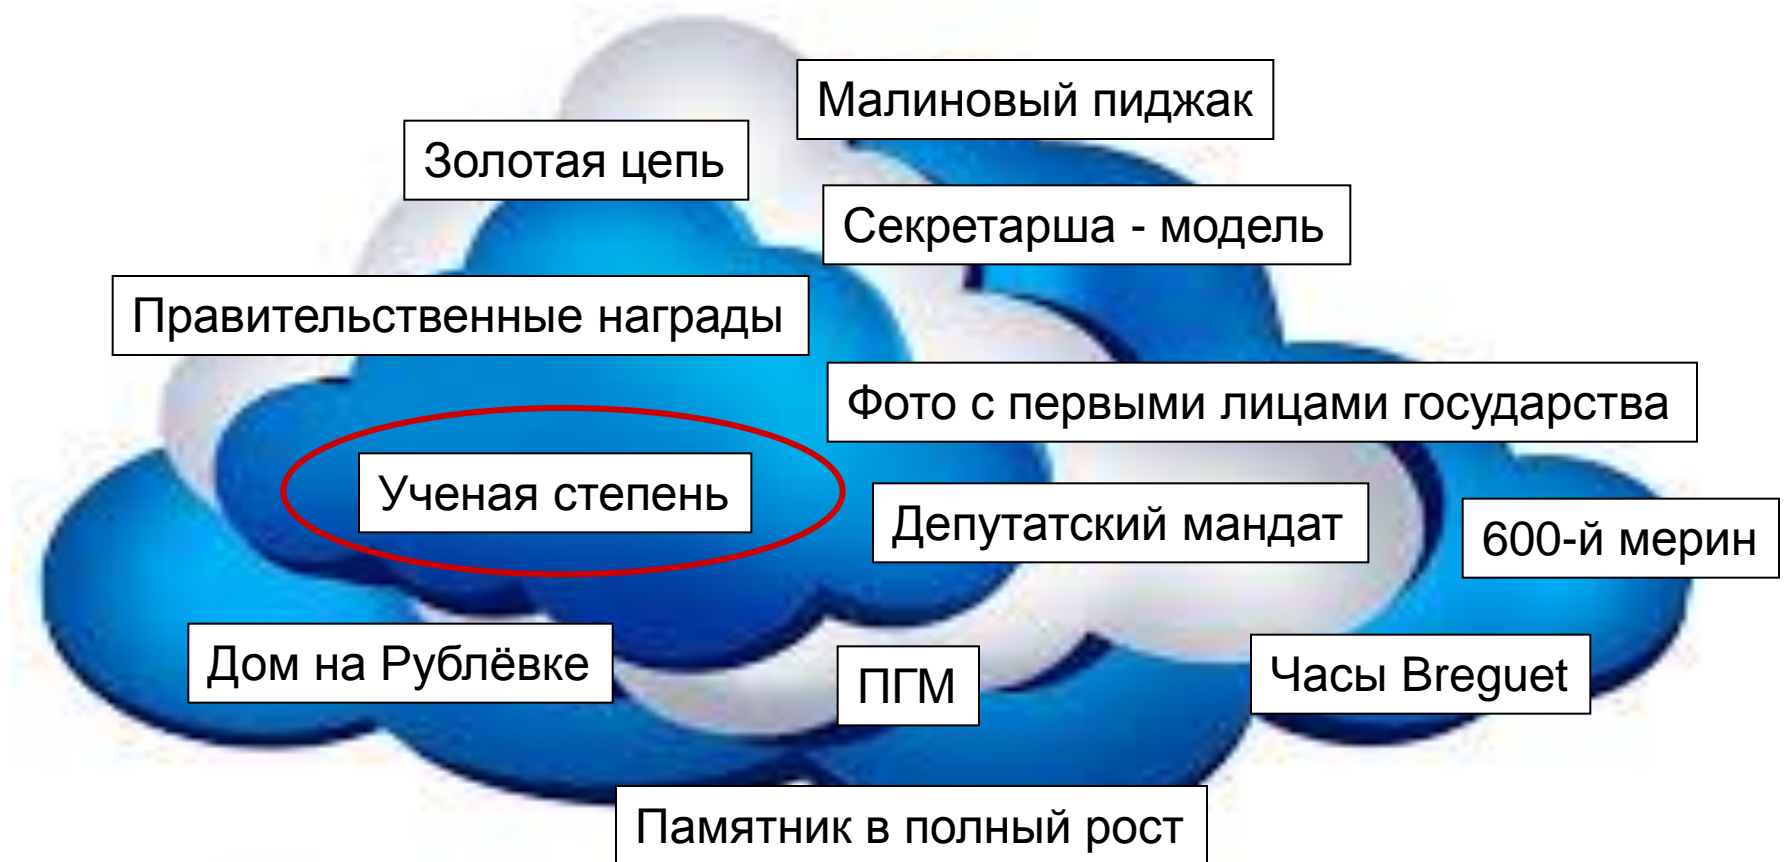 Малиновый пиджак
Золотая цепь
Секретарша - модель
Правительственные награды
Фото с первыми лицами государства
Ученая степень
Депутатский мандат
600-й мерин
Дом на Рублёвке
ПГМ
Часы Breguet
Памятник в полный рост